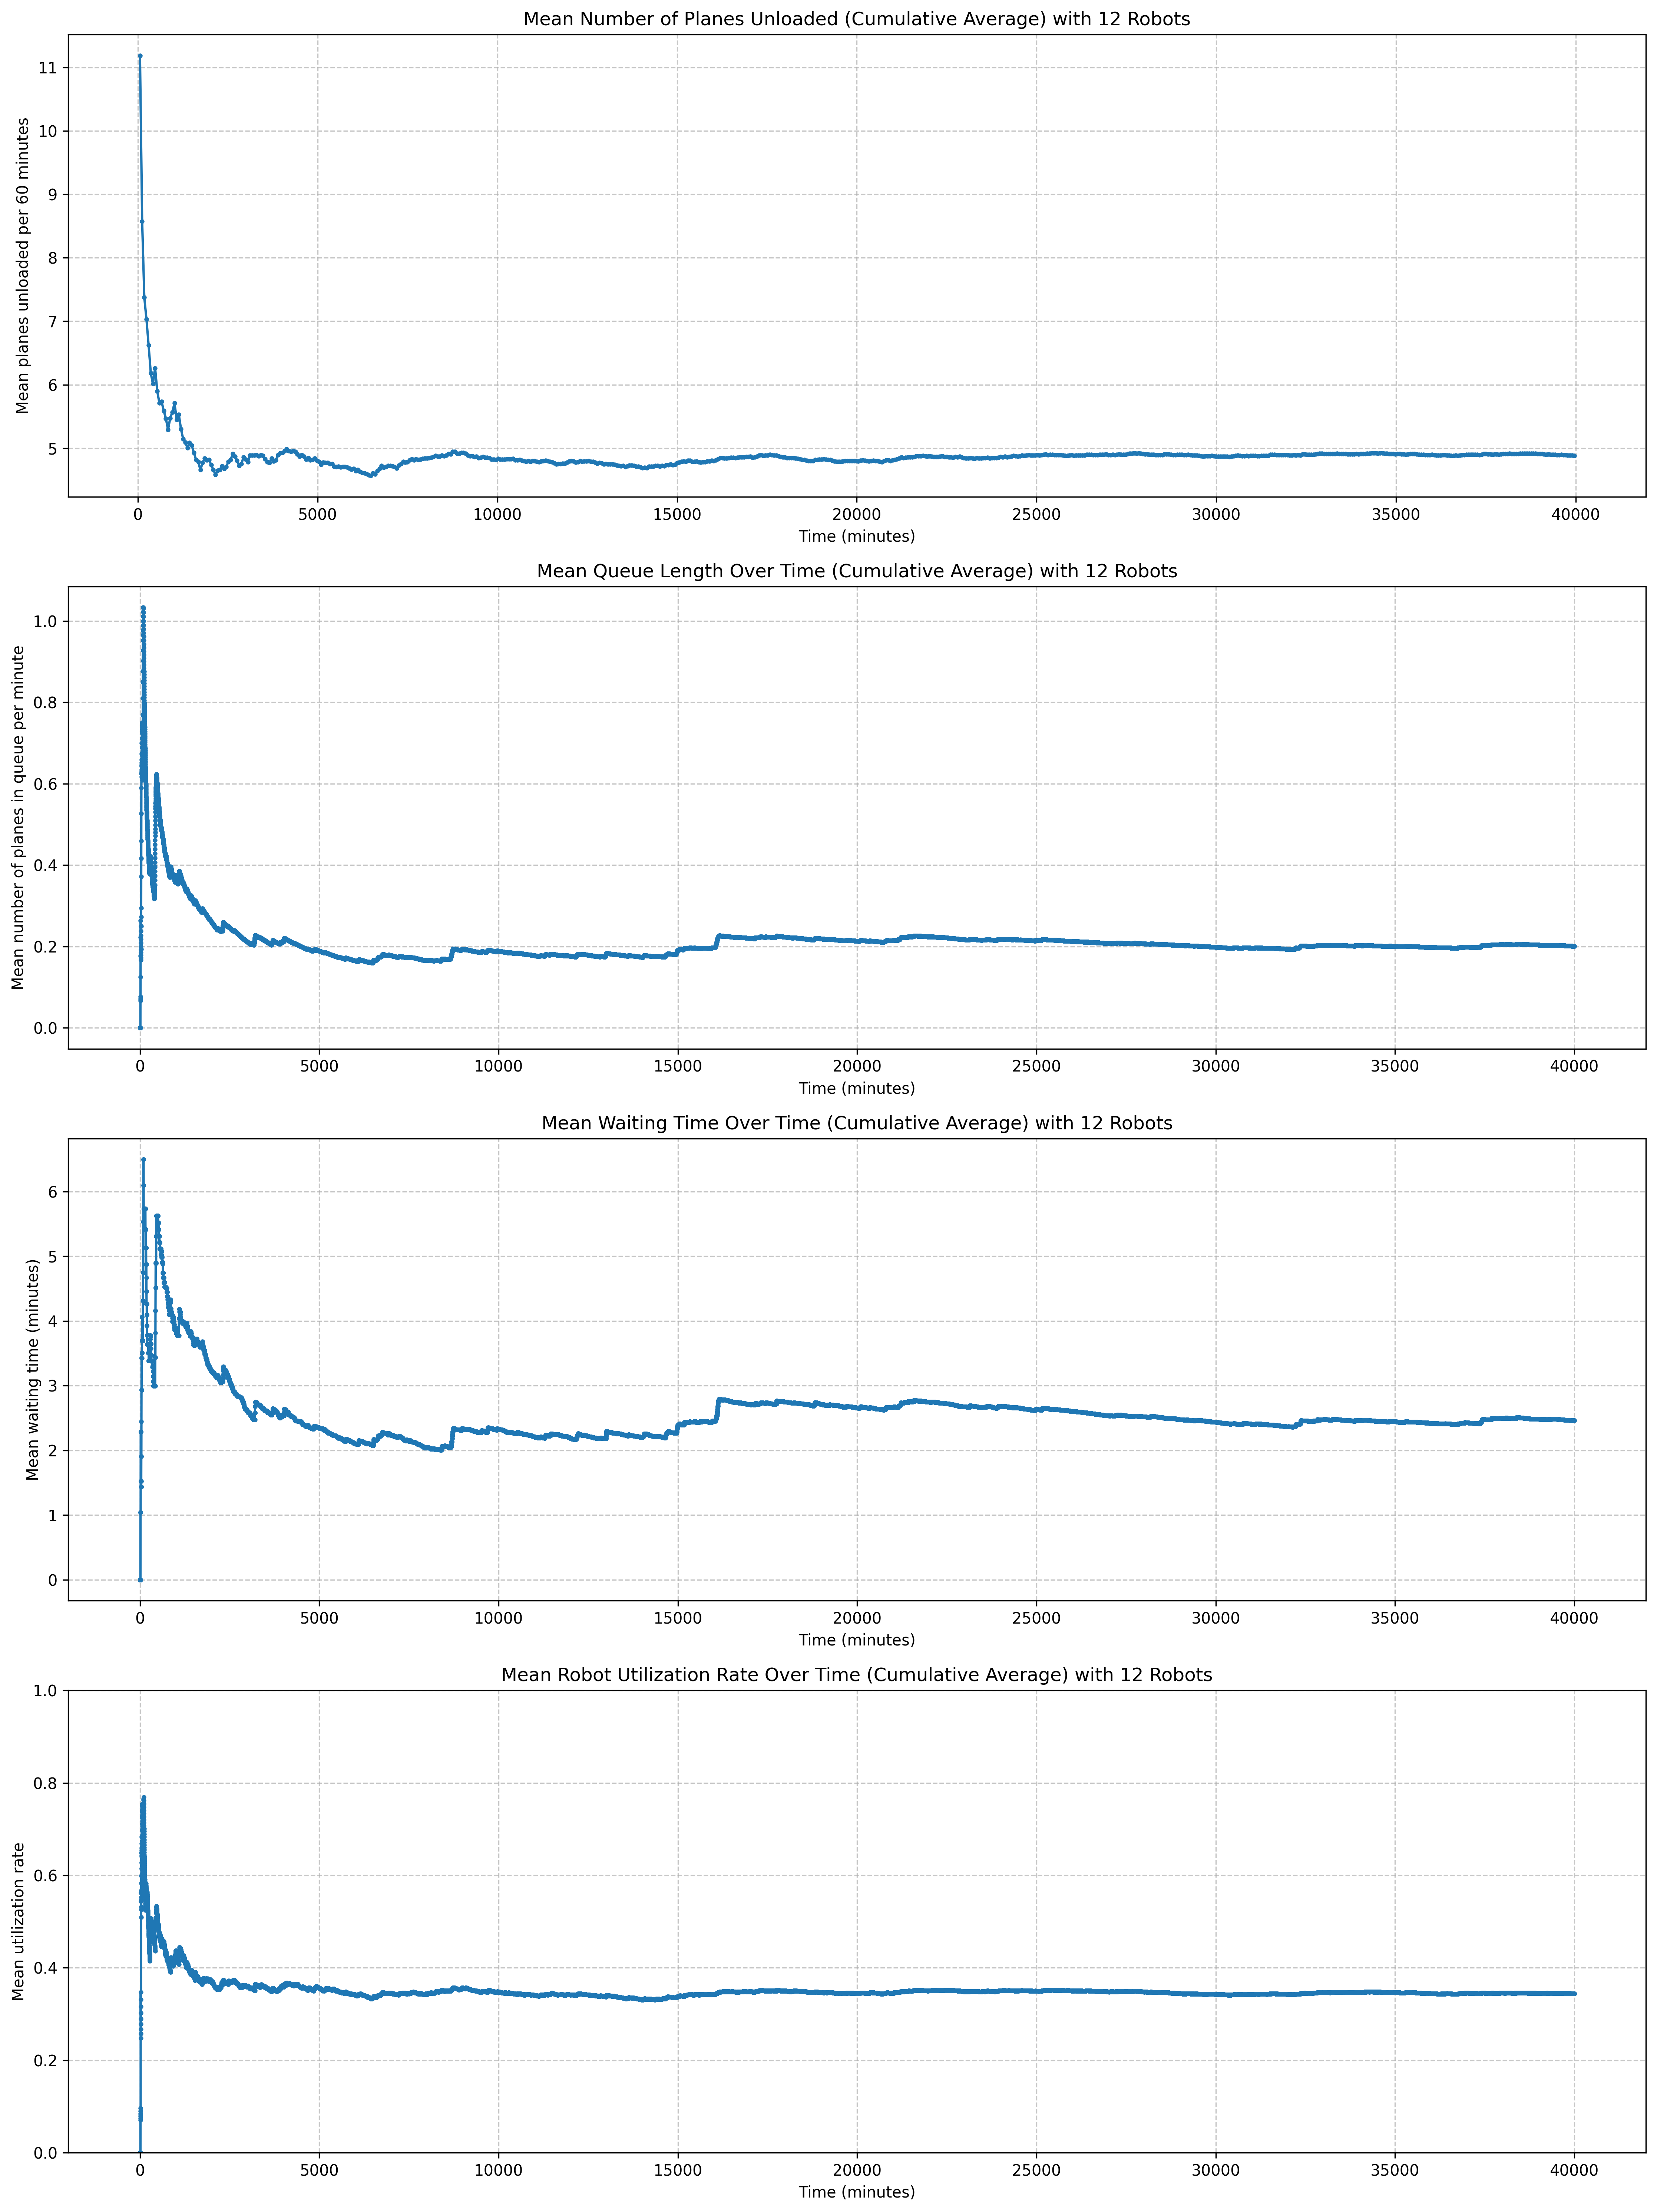 Mean Number of Planes Unloaded (Cumulative Average) with 12 Robots
Mean planes unloaded per 60 minutes
11
10
9
8
7
6
5
0 5000 10000 15000 20000 25000 30000 35000 40000
Time (minutes)
Mean Queue Length Over Time (Cumulative Average) with 12 Robots
Mean number of planes in queue per minute
1.0
0.8
0.6
0.4
0.2
0.0
0 5000 10000 15000 20000 25000 30000 35000 40000
Time (minutes)
Mean Waiting Time Over Time (Cumulative Average) with 12 Robots
Mean waiting time (minutes)
6
5
4
3
2
1
0
0 5000 10000 15000 20000 25000 30000 35000 40000
Time (minutes)
Mean Robot Utilization Rate Over Time (Cumulative Average) with 12 Robots
Mean utilization rate
1.0
0.8
0.6
0.4
0.2
0.0
0 5000 10000 15000 20000 25000 30000 35000 40000
Time (minutes)